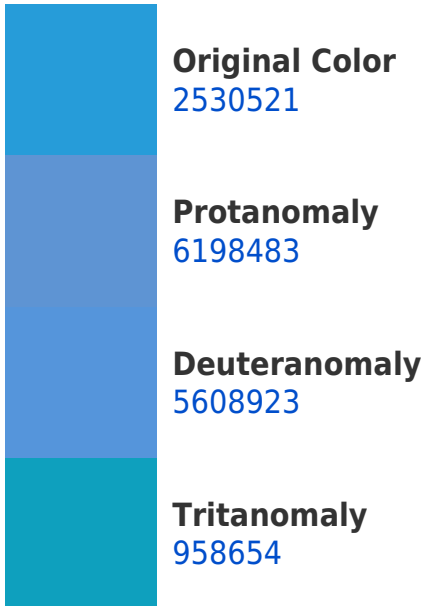 Original Color
2530521
Protanomaly
6198483
Deuteranomaly
5608923
Tritanomaly
958654